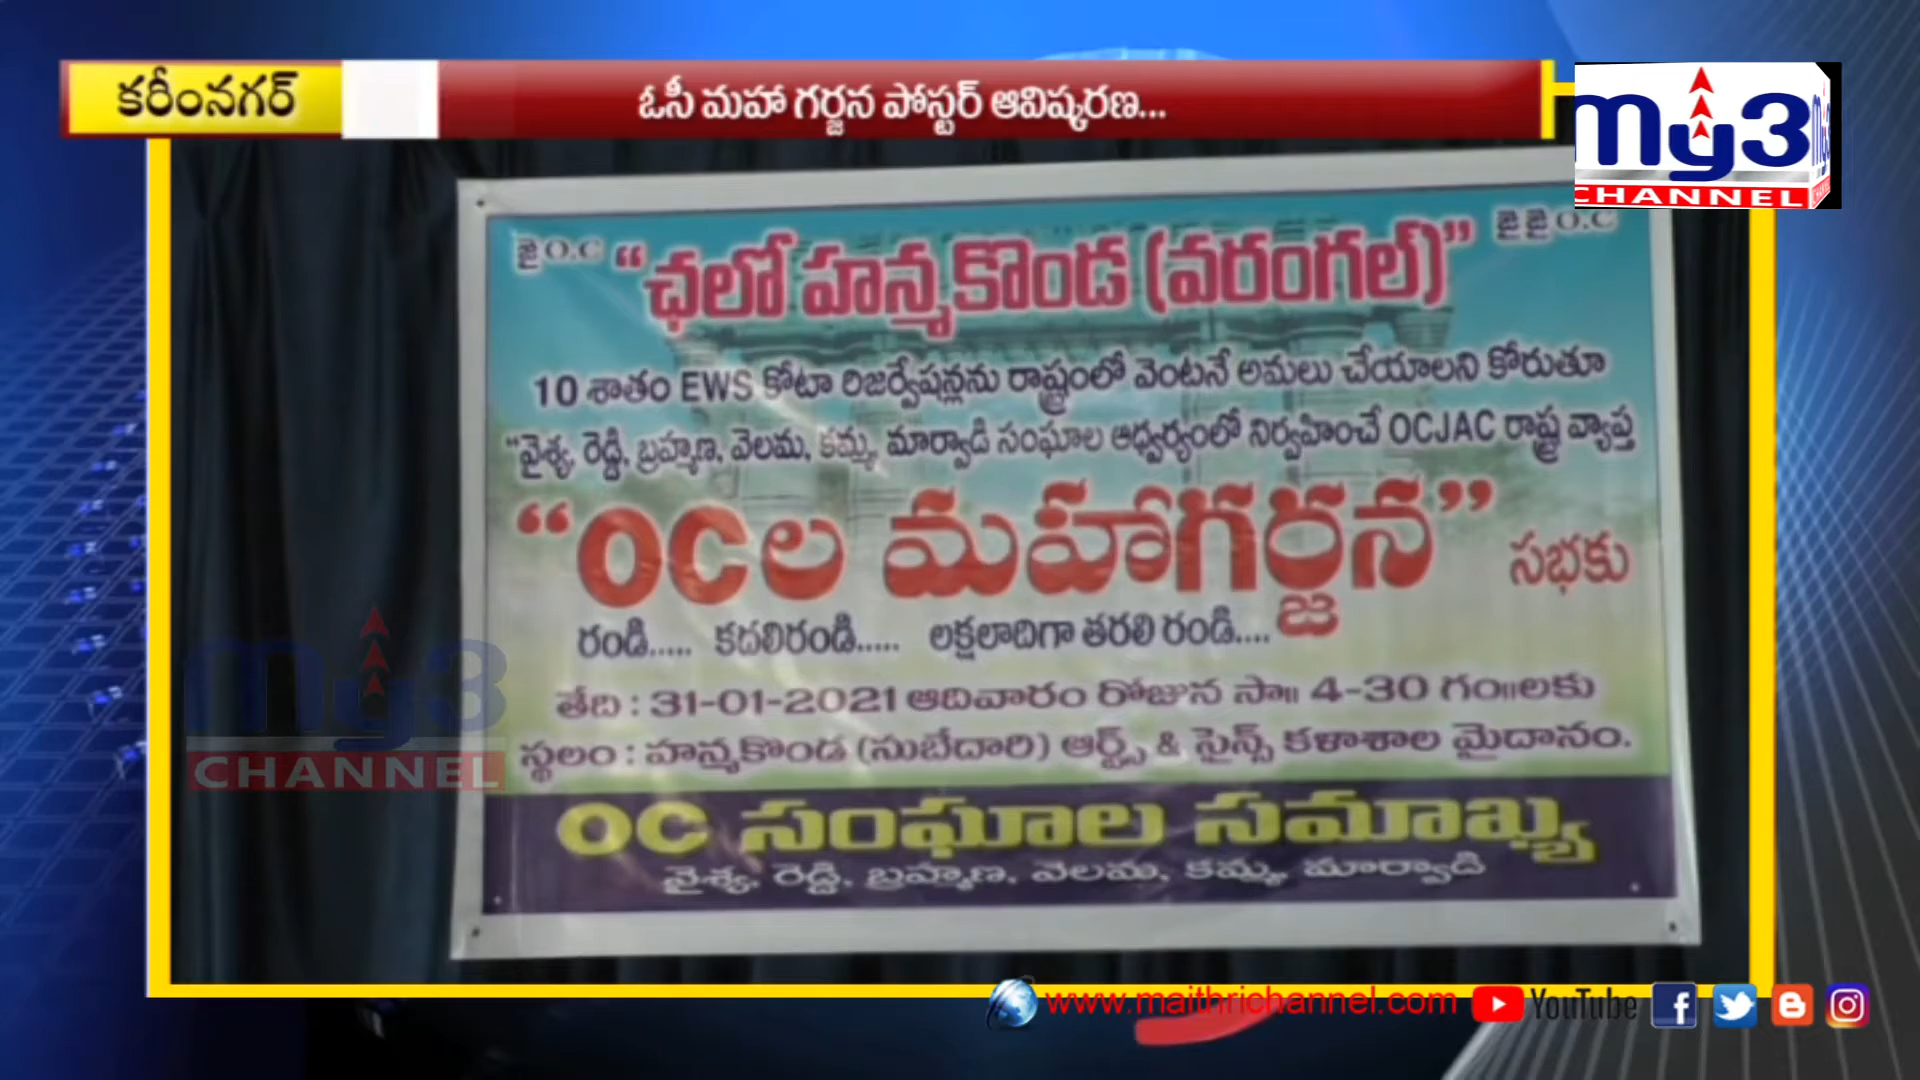 కరీంనగర్
ఓసీ మహా గర్జన పోస్టర్ ఆవిష్కరణ...
my3
CHANNEL
జై O.C
జై జై O.C
"ఛలో హన్మకొండ (వరంగల్)"
10 శాతం EWS కోటా రిజర్వేషన్లను రాష్ట్రంలో వెంటనే అమలు చేయాలని కోరుతూ
"వైశ్య, రెడ్డి, బ్రహ్మణ, వెలమ, కమ్మ, మార్వాడి సంఘాల ఆధ్వర్యంలో నిర్వహించే OCJAC రాష్ట్ర వ్యాప్త
"OCల మహాగర్జన" సభకు
రండి..... కదలిరండి..... లక్షలాదిగా తరలి రండి....
తేది : 31-01-2021 ఆదివారం రోజున సా॥ 4-30 గం॥లకు
స్థలం : హన్మకొండ (సుబేదారి) ఆర్ట్స్ & సైన్స్ కళాశాల మైదానం.
my3
CHANNEL
OC సంఘాల సమాఖ్య
వైశ్య, రెడ్డి, బ్రహ్మణ, వెలమ, కమ్మ, మార్వాడి
www.maithrichannel.com YouTube